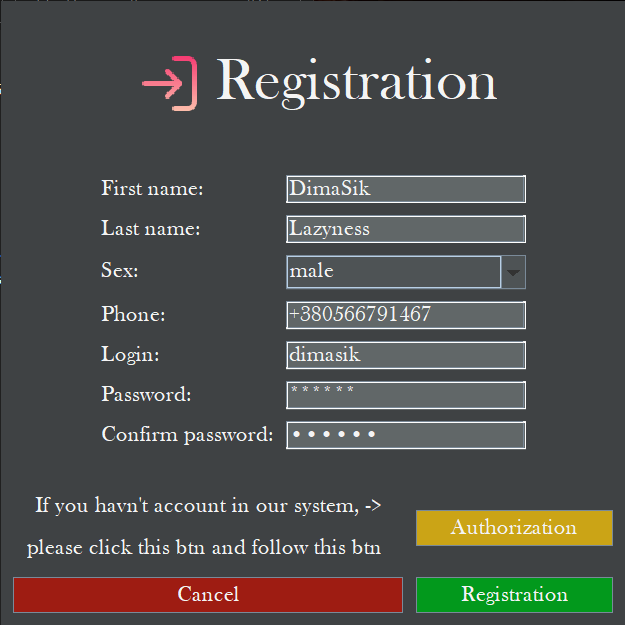 Registration
First name: DimaSik
Last name: Lazyness
Sex: male
Phone: +380566791467
Login: dimasik
Password: ******
Confirm password: ••••••
If you havn't account in our system, ->
please click this btn and follow this btn
Authorization
Cancel
Registration